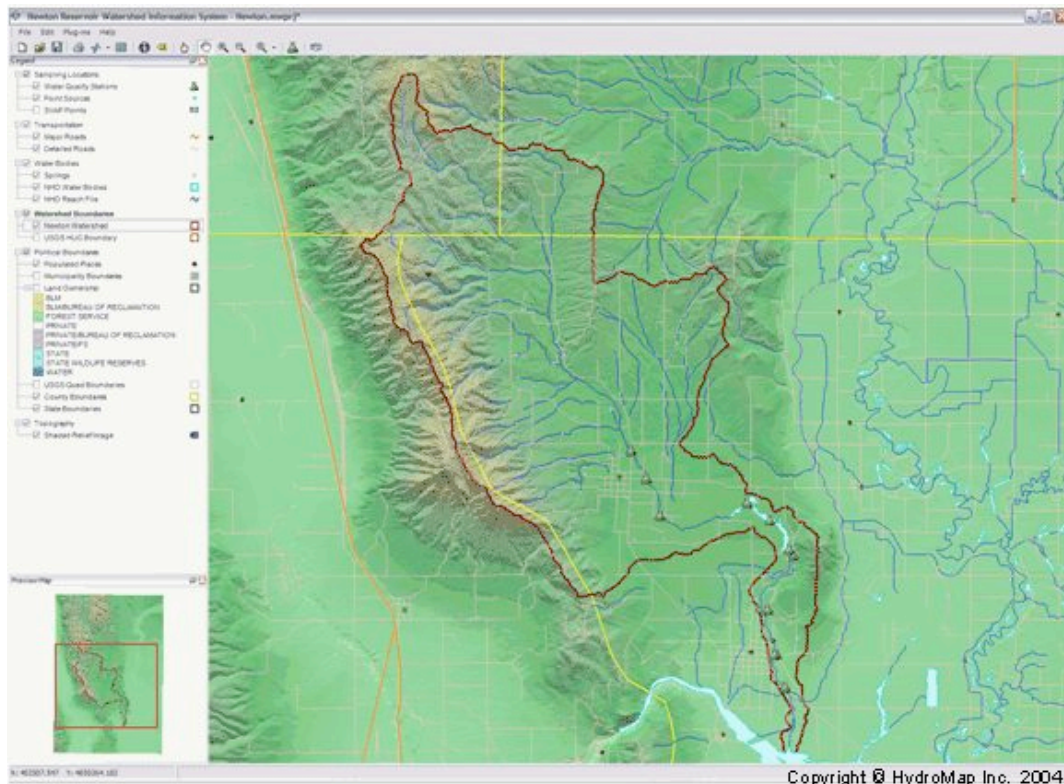 Newton Reservoir Watershed Information System - Newton.mwprj*
File Edit Plug-ins Help
Legend
Sampling Locations
Water Quality Stations
Point Sources
Points
Transportation
Major Roads
Detailed Roads
Water Bodies
Springs
NHD Water Bodies
NHD Reach File
Watershed Boundaries
Newton Watershed
USGS HUC Boundary
Political Boundaries
Populated Places
Municipality Boundaries
Land Ownership
BLM
BLM/BUREAU OF RECLAMATION
FOREST SERVICE
PRIVATE
PRIVATE/BUREAU OF RECLAMATION
PRIVATE/FS
STATE
STATE WILDLIFE RESERVES
WATER
USGS Quad Boundaries
County Boundaries
State Boundaries
Topography
Shaded Relief Image
Preview Map
Copyright © HydroMap Inc. 2004